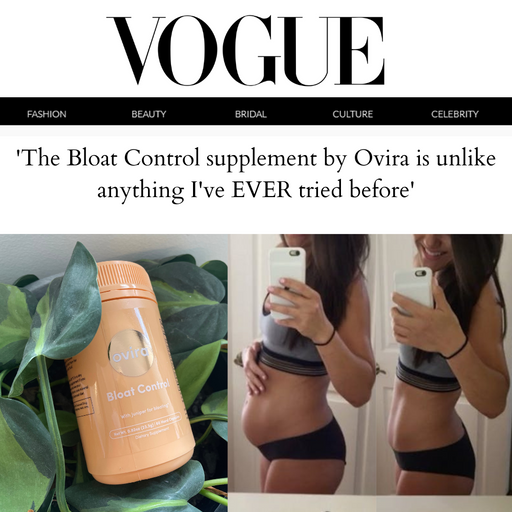 VOGUE
FASHION BEAUTY BRIDAL CULTURE CELEBRITY
'The Bloat Control supplement by Ovira is unlike
anything I've EVER tried before'
ovira
Bloat Control